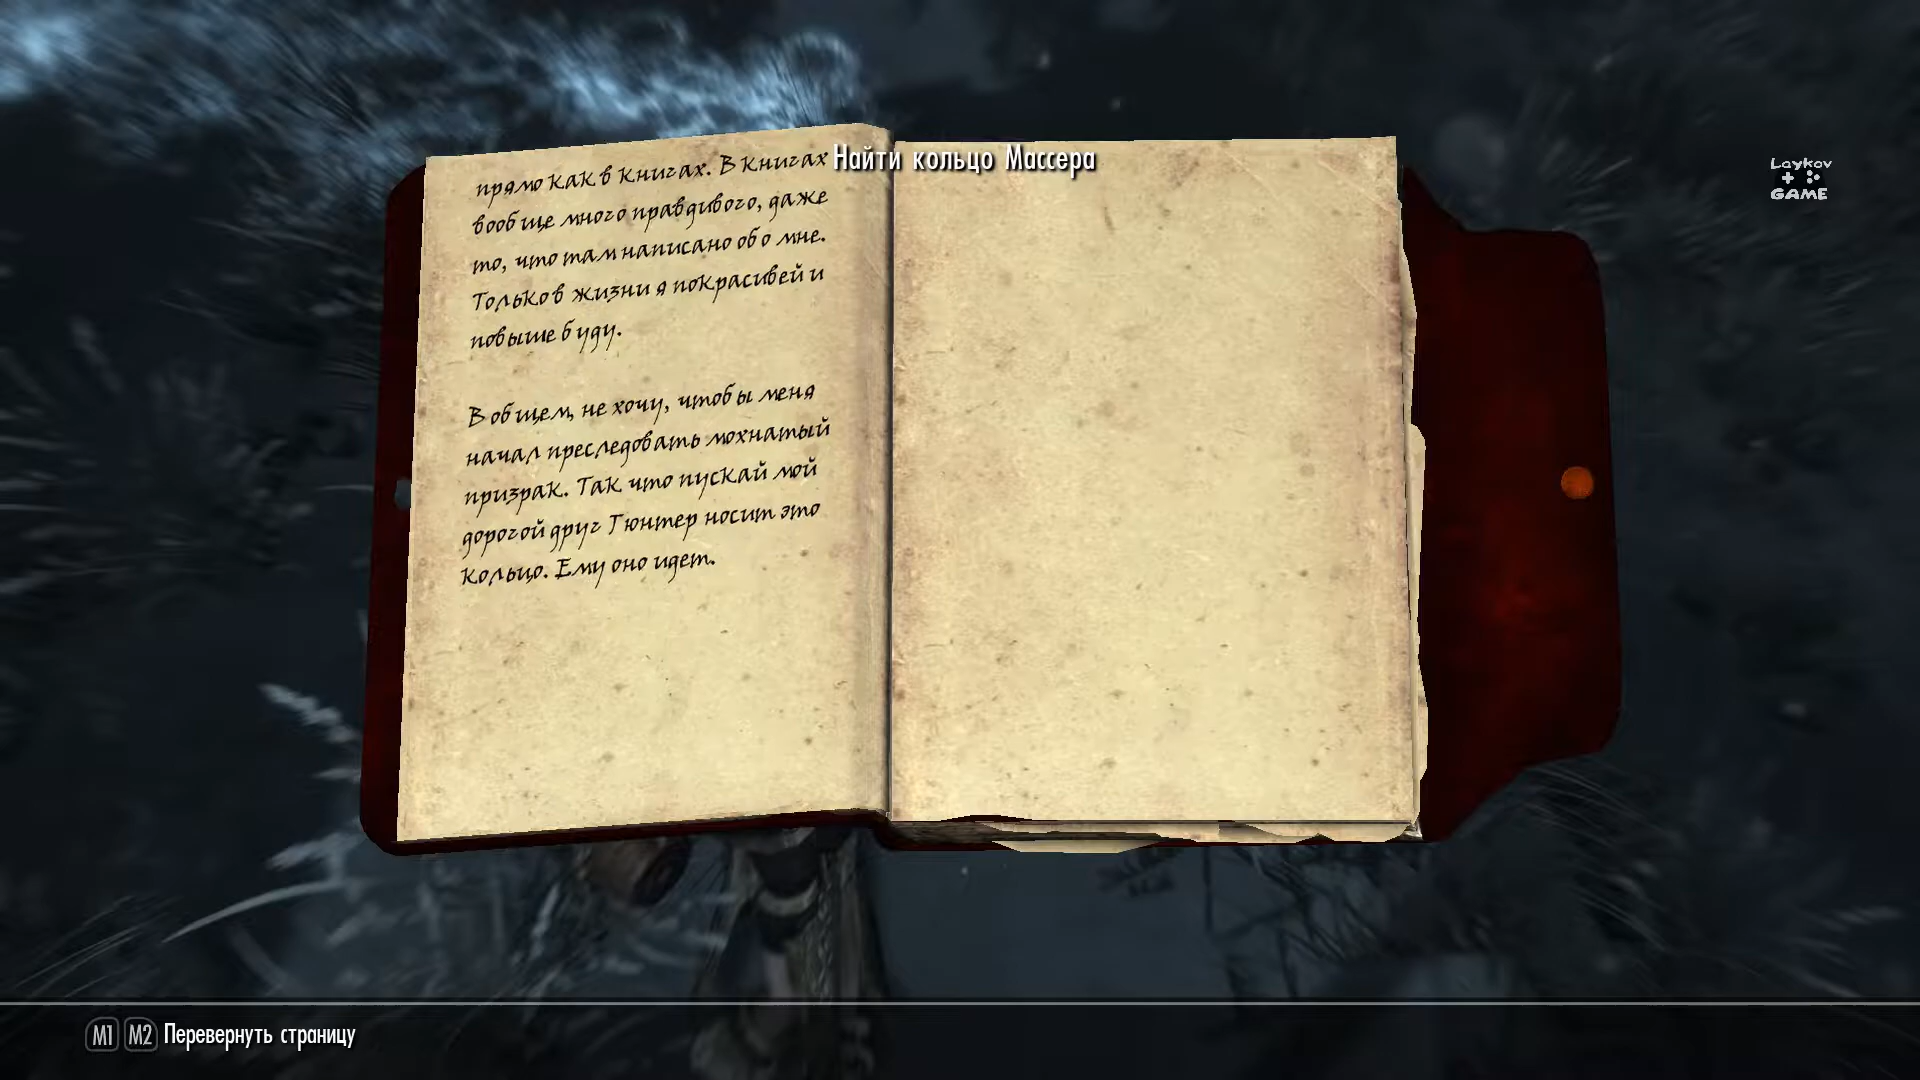 Найти кольцо Массера
Laykov
GAME
прямо как в книгах. В книгах
вообще много правдивого, даже
то, что там написано обо мне.
Только в жизни я покрасивей и
повыше буду.
В общем, не хочу, чтобы меня
начал преследовать мохнатый
призрак. Так что пускай мой
дорогой друг Гюнтер носит это
кольцо. Ему оно идет.
M1 M2 Перевернуть страницу